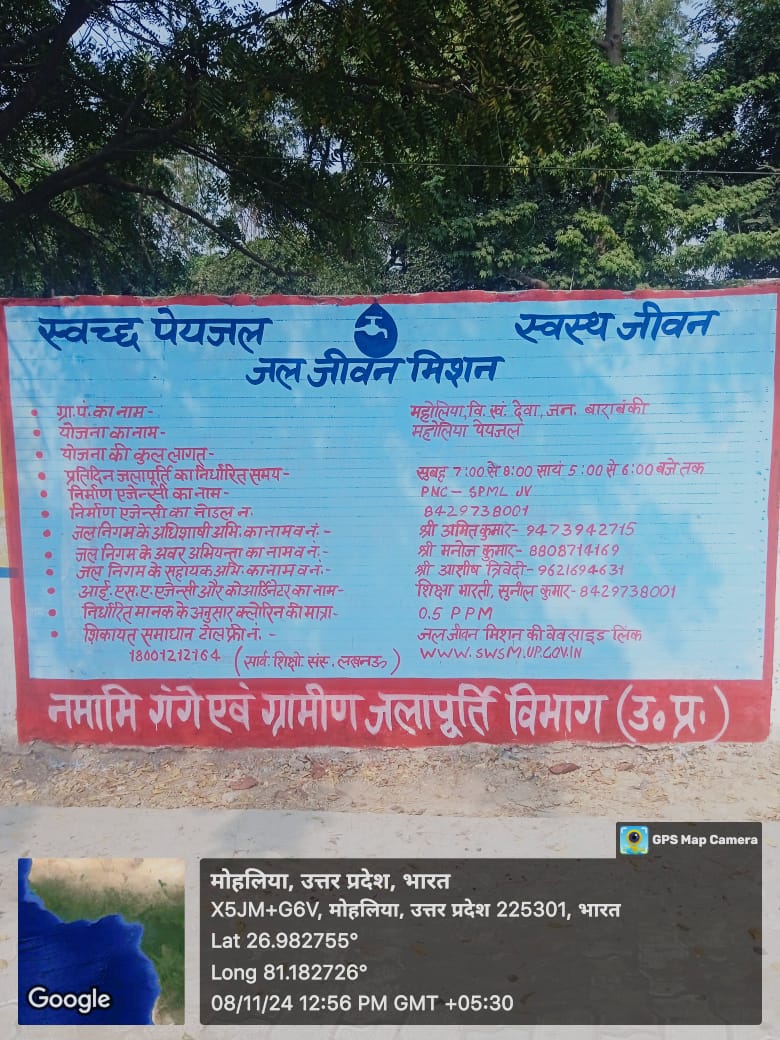 स्वच्छ पेयजल स्वस्थ जीवन
जल जीवन मिशन
• ग्रा.पं. का नाम- महोलिया, वि. खं. देवा, जन. बाराबंकी
• योजना का नाम- महोलिया पेयजल
• योजना की कुल लागत-
• प्रतिदिन जलापूर्ति का निर्धारित समय- सुबह 7:00 से 8:00 सायं 5:00 से 6:00 बजे तक
• निर्माण एजेन्सी का नाम- PNC - SPML JV
• निर्माण एजेन्सी का नोडल न. 8429738001
• जल निगम के अधिशाषी अभि. का नाम व नं.- श्री अमित कुमार- 9473942715
• जल निगम के अवर अभियन्ता का नाम व नं.- श्री मनोज कुमार- 8808714169
• जल निगम के सहायक अभि. का नाम व नं.- श्री आशीष त्रिवेदी- 9621694631
• आई. एस. ए. एजेन्सी और कोआर्डिनेटर का नाम- शिक्षा भारती, सुनील कुमार- 8429738001
• निर्धारित मानक के अनुसार क्लोरिन की मात्रा- 0.5 PPM
• शिकायत समाधान टोल फ्री नं. - जल जीवन मिशन की वेवसाइड लिंक
18001212164 (सार्व. शिक्षो. संस. लखनऊ) WWW.SWSM.UP.GOV.IN
नमामि गंगे एवं ग्रामीण जलापूर्ति विभाग (उ॰ प्र.)
GPS Map Camera
मोहलिया, उत्तर प्रदेश, भारत
X5JM+G6V, मोहलिया, उत्तर प्रदेश 225301, भारत
Lat 26.982755°
Long 81.182726°
08/11/24 12:56 PM GMT +05:30
Google